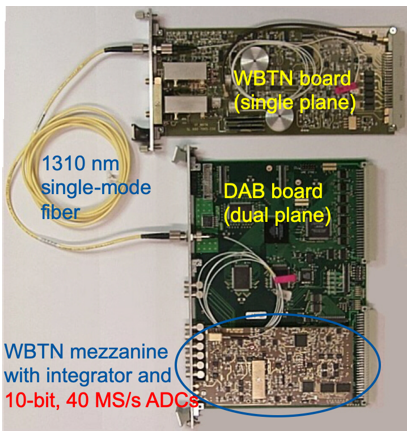 WBTN board
(single plane)
1310 nm
single-mode
fiber
DAB board
(dual plane)
WBTN mezzanine
with integrator and
10-bit, 40 MS/s ADCs